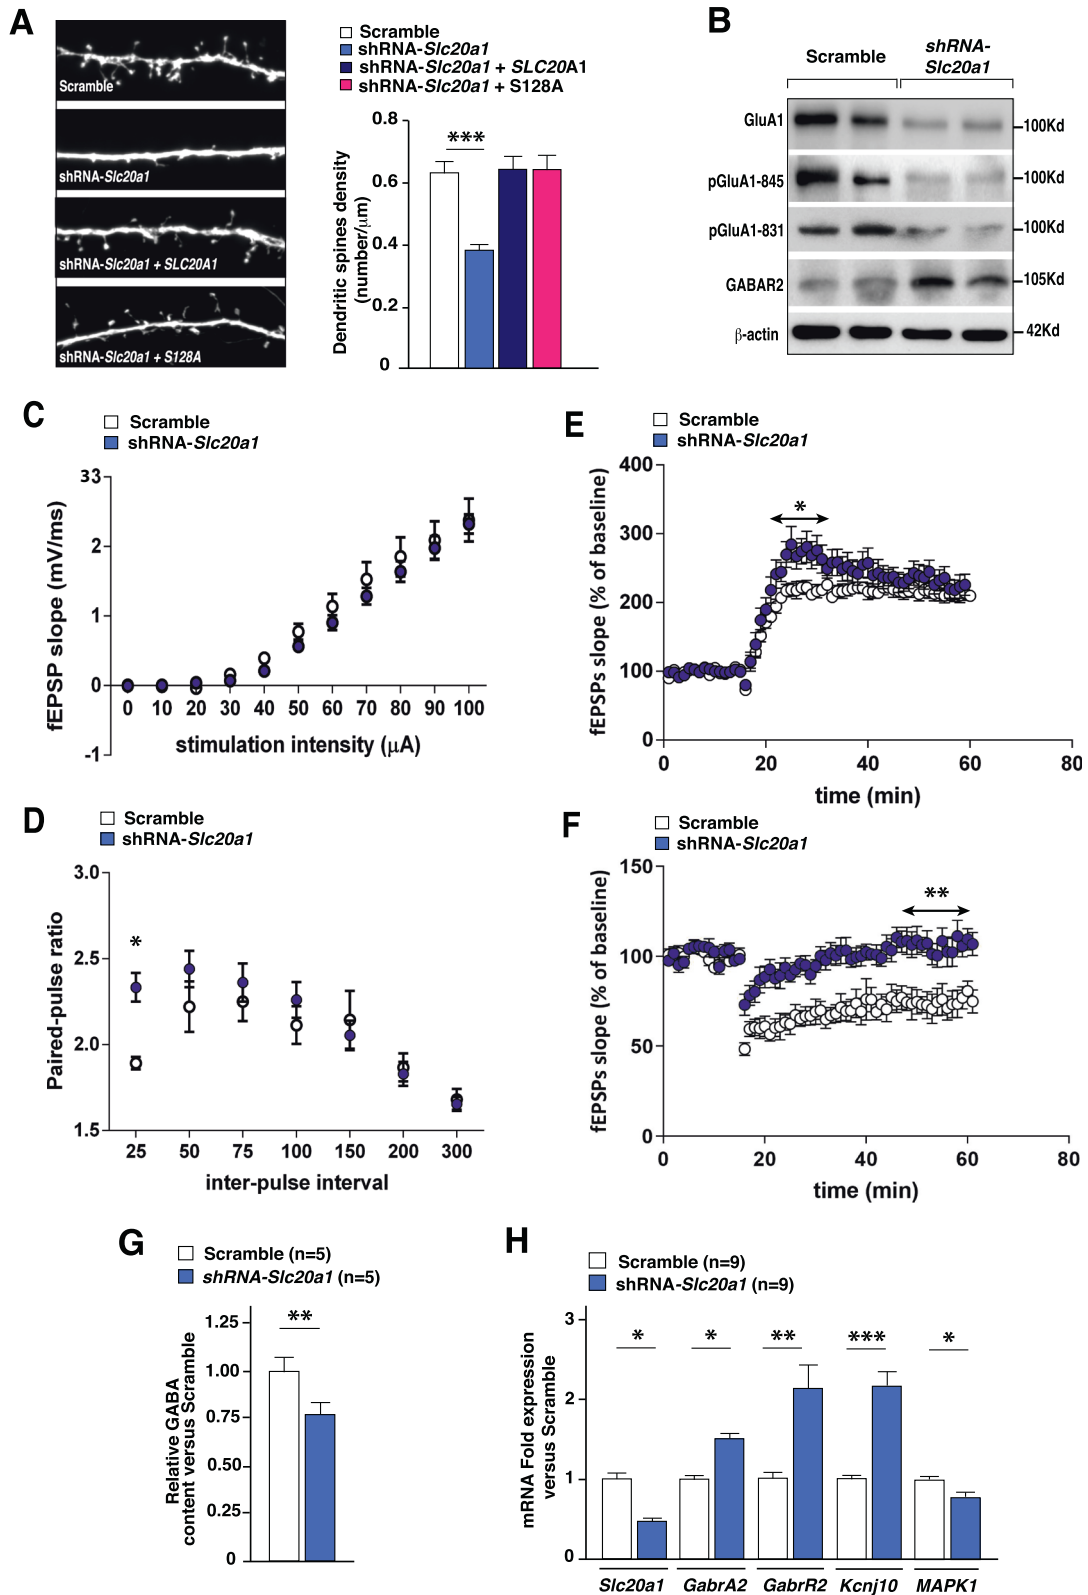 A
Scramble
shRNA-Slc20a1
shRNA-Slc20a1 + SLC20A1
shRNA-Slc20a1 + S128A
Scramble
shRNA-Slc20a1
shRNA-Slc20a1 + SLC20A1
shRNA-Slc20a1 + S128A
Dendritic spines density
(number/μm)
0.8
0.6
0.4
0.2
0
***
B
Scramble
shRNA-
Slc20a1
GluA1
pGluA1-845
pGluA1-831
GABAR2
β-actin
100Kd
100Kd
100Kd
105Kd
42Kd
C
Scramble
shRNA-Slc20a1
fEPSP slope (mV/ms)
33
2
1
0
-1
0 10 20 30 40 50 60 70 80 90 100
stimulation intensity (μA)
D
Scramble
shRNA-Slc20a1
Paired-pulse ratio
3.0
2.5
2.0
1.5
*
25 50 75 100 150 200 300
inter-pulse interval
E
Scramble
shRNA-Slc20a1
fEPSPs slope (% of baseline)
400
300
200
100
0
*
0 20 40 60 80
time (min)
F
Scramble
shRNA-Slc20a1
fEPSPs slope (% of baseline)
150
100
50
0
**
0 20 40 60 80
time (min)
G
Scramble (n=5)
shRNA-Slc20a1 (n=5)
Relative GABA
content versus Scramble
1.25
1.00
0.75
0.50
0.25
0
**
H
Scramble (n=9)
shRNA-Slc20a1 (n=9)
mRNA Fold expression
versus Scramble
3
2
1
0
* * ** *** *
Slc20a1 GabrA2 GabrR2 Kcnj10 MAPK1